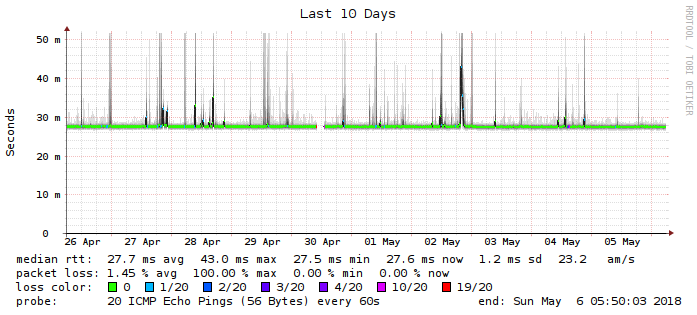 Last 10 Days
RRDTOOL / TOBI OETIKER
Seconds
50 m
40 m
30 m
20 m
10 m
0
26 Apr 27 Apr 28 Apr 29 Apr 30 Apr 01 May 02 May 03 May 04 May 05 May
median rtt: 27.7 ms avg 43.0 ms max 27.5 ms min 27.6 ms now 1.2 ms sd 23.2 am/s
packet loss: 1.45 % avg 100.00 % max 0.00 % min 0.00 % now
loss color: 0 1/20 2/20 3/20 4/20 10/20 19/20
probe: 20 ICMP Echo Pings (56 Bytes) every 60s end: Sun May 6 05:50:03 2018